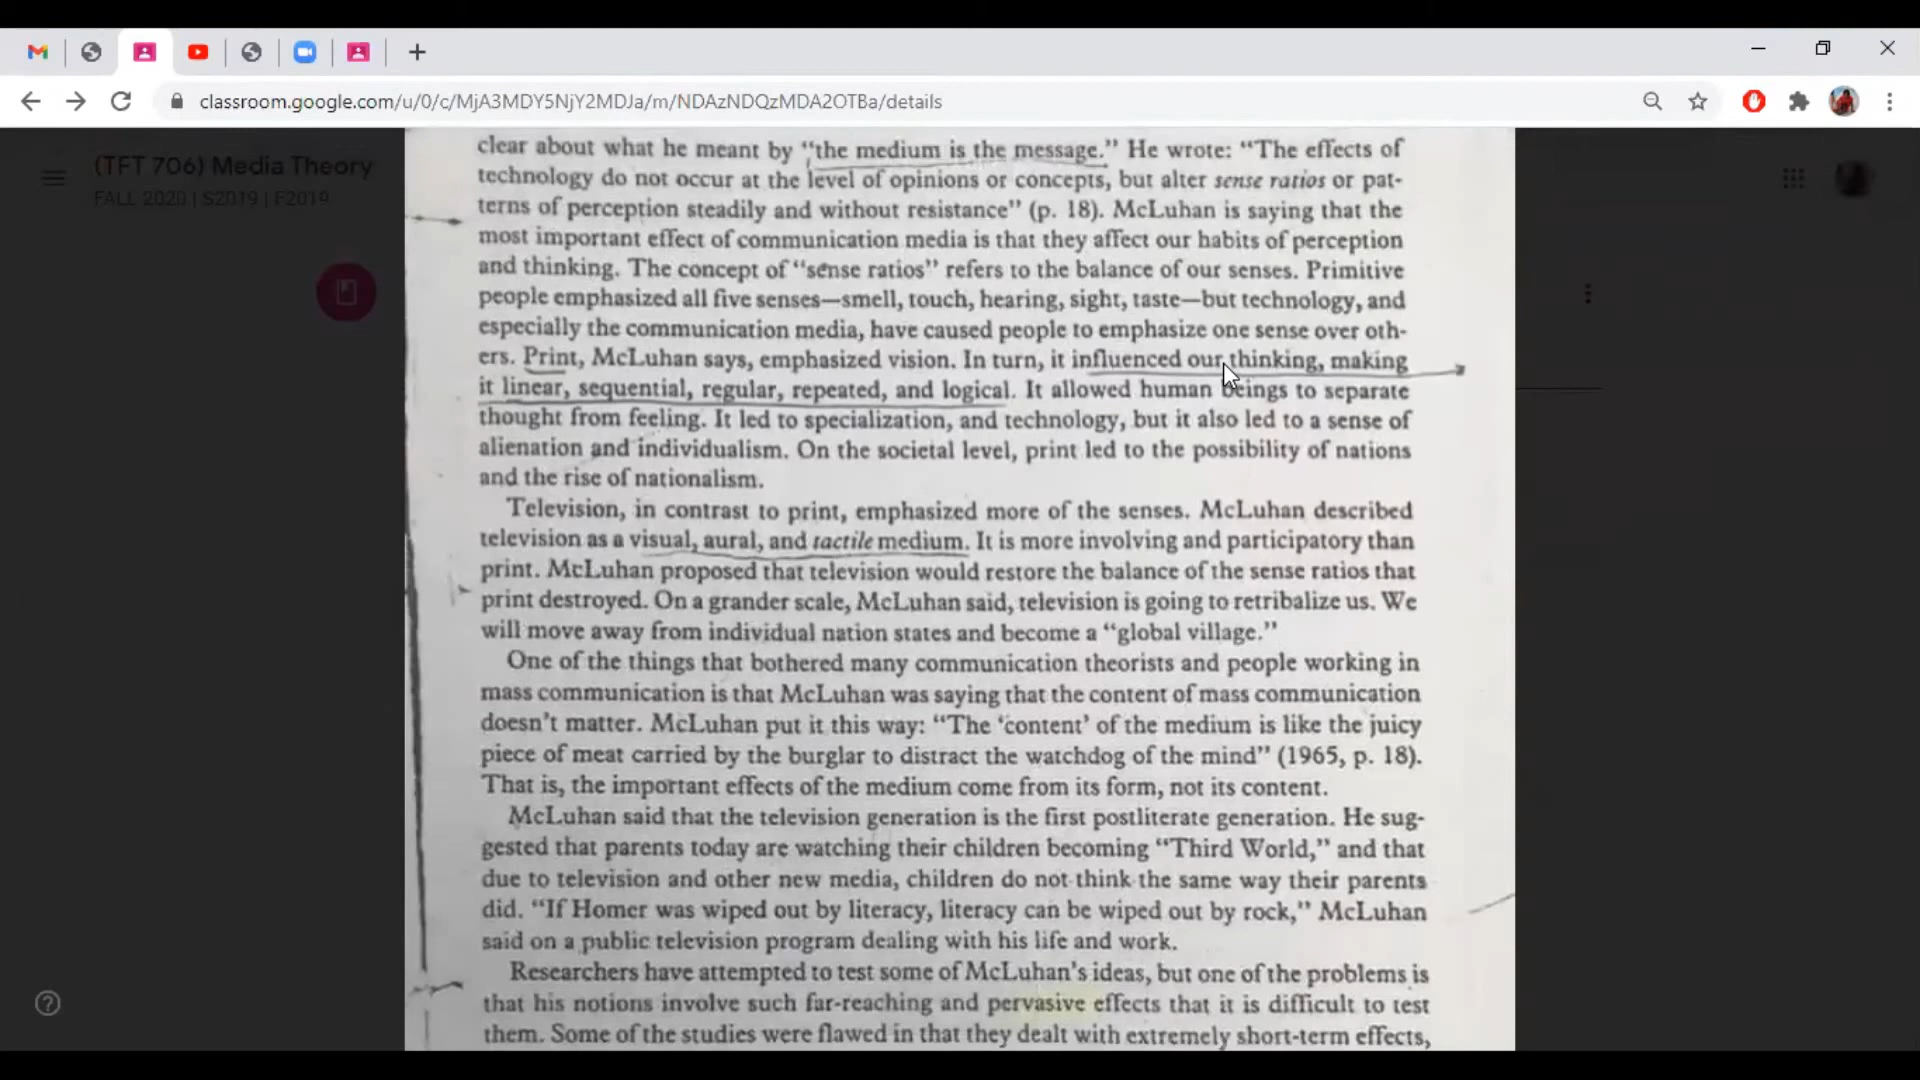 classroom.google.com/u/0/c/MjA3MDY5NjY2MDJa/m/NDAzNDQzMDA2OTBa/details
(TFT 706) Media Theory
FALL 2020 | S2019 | F2019
clear about what he meant by “the medium is the message.” He wrote: “The effects of
technology do not occur at the level of opinions or concepts, but alter sense ratios or pat-
terns of perception steadily and without resistance” (p. 18). McLuhan is saying that the
most important effect of communication media is that they affect our habits of perception
and thinking. The concept of “sense ratios” refers to the balance of our senses. Primitive
people emphasized all five senses—smell, touch, hearing, sight, taste—but technology, and
especially the communication media, have caused people to emphasize one sense over oth-
ers. Print, McLuhan says, emphasized vision. In turn, it influenced our thinking, making
it linear, sequential, regular, repeated, and logical. It allowed human beings to separate
thought from feeling. It led to specialization, and technology, but it also led to a sense of
alienation and individualism. On the societal level, print led to the possibility of nations
and the rise of nationalism.
Television, in contrast to print, emphasized more of the senses. McLuhan described
television as a visual, aural, and tactile medium. It is more involving and participatory than
print. McLuhan proposed that television would restore the balance of the sense ratios that
print destroyed. On a grander scale, McLuhan said, television is going to retribalize us. We
will move away from individual nation states and become a “global village.”
One of the things that bothered many communication theorists and people working in
mass communication is that McLuhan was saying that the content of mass communication
doesn’t matter. McLuhan put it this way: “The ‘content’ of the medium is like the juicy
piece of meat carried by the burglar to distract the watchdog of the mind” (1965, p. 18).
That is, the important effects of the medium come from its form, not its content.
McLuhan said that the television generation is the first postliterate generation. He sug-
gested that parents today are watching their children becoming “Third World,” and that
due to television and other new media, children do not think the same way their parents
did. “If Homer was wiped out by literacy, literacy can be wiped out by rock,” McLuhan
said on a public television program dealing with his life and work.
Researchers have attempted to test some of McLuhan’s ideas, but one of the problems is
that his notions involve such far-reaching and pervasive effects that it is difficult to test
them. Some of the studies were flawed in that they dealt with extremely short-term effects,